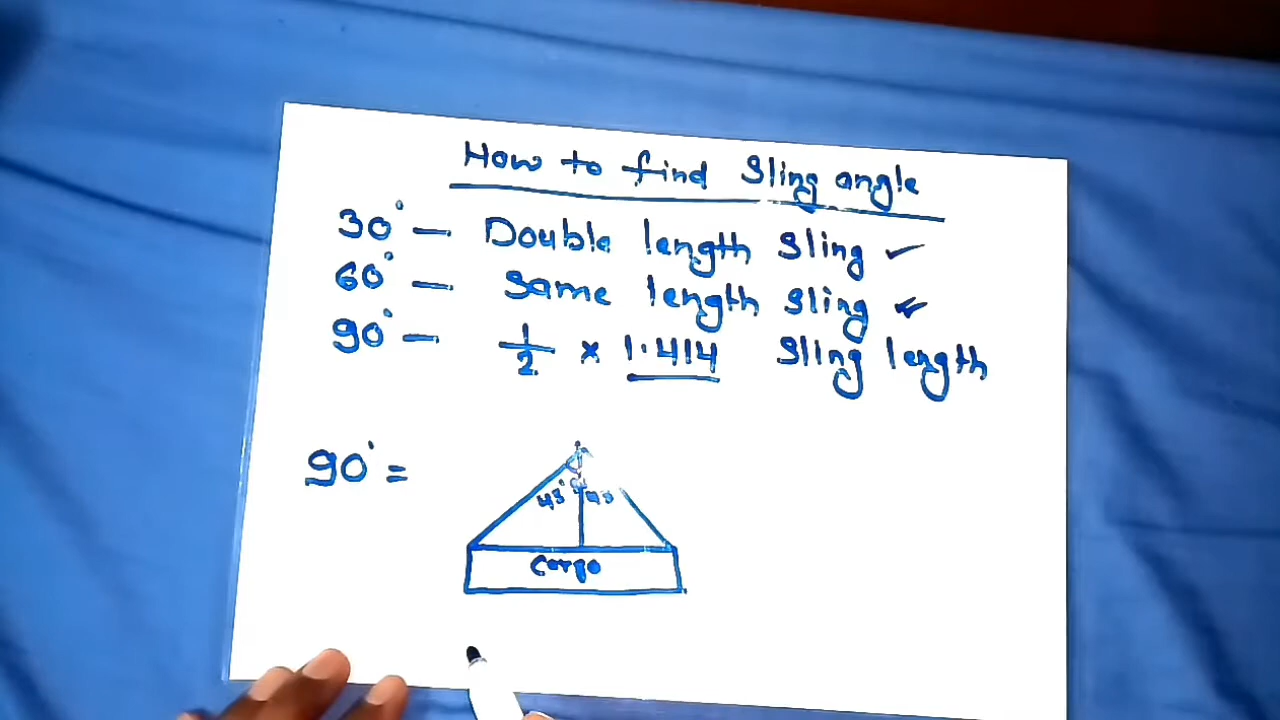 How to find Sling angle
30° — Double length Sling ✓
60° — Same length Sling ✓
90° — 1/2 × 1.414 Sling length
90° =
45° 45
Cargo